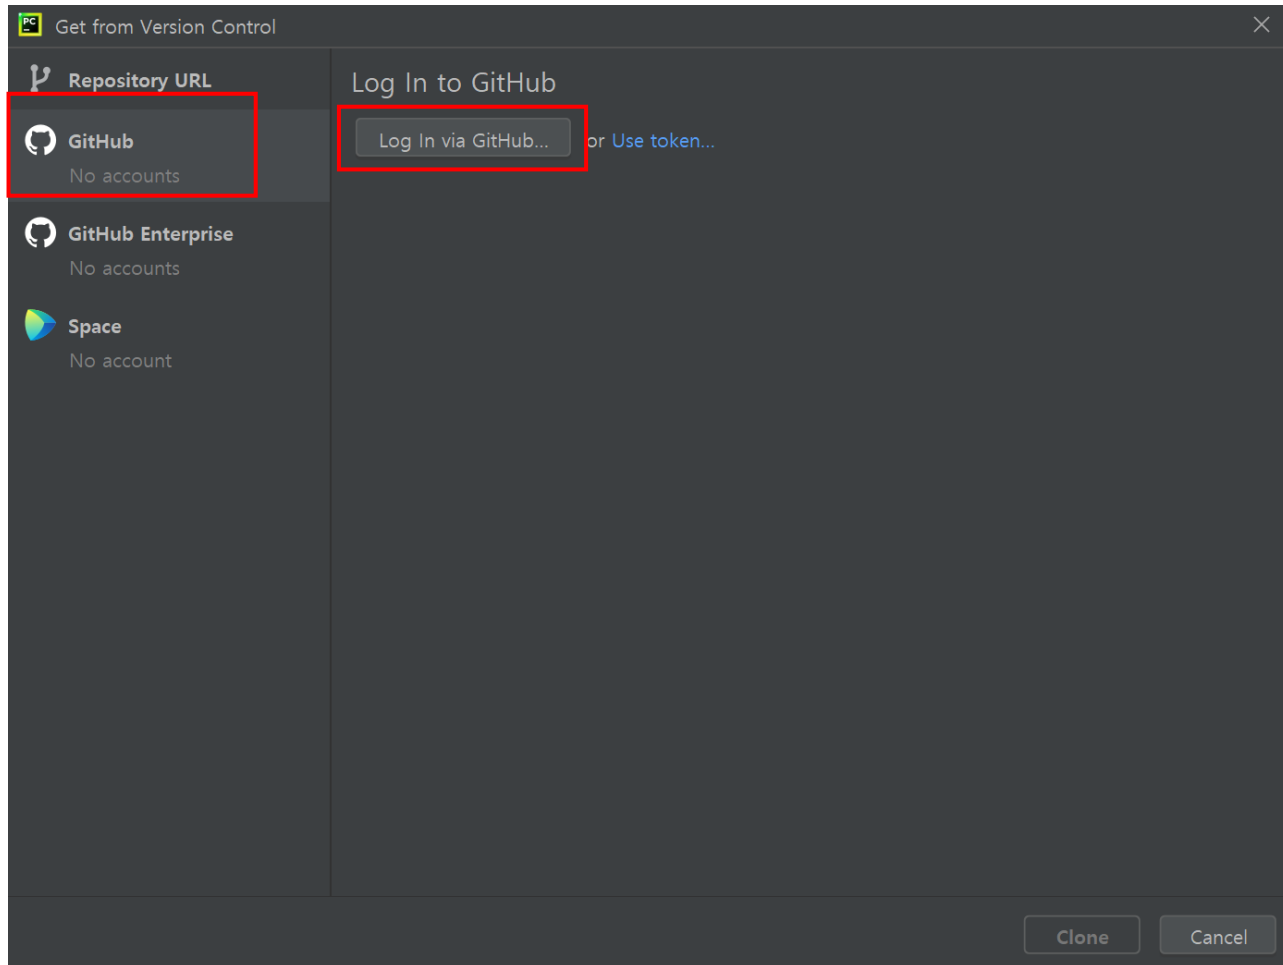 PC
Get from Version Control
Repository URL
GitHub
No accounts
GitHub Enterprise
No accounts
Space
No account
Log In to GitHub
Log In via GitHub... or Use token...
Clone
Cancel